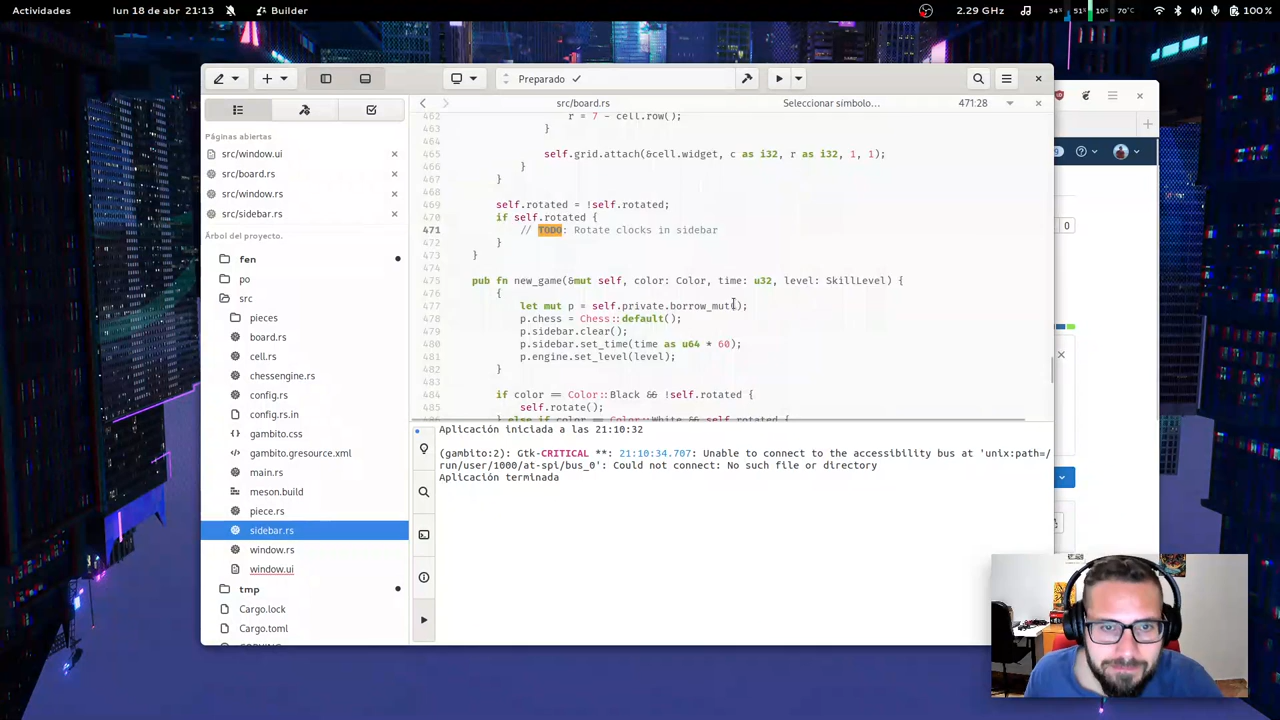 Actividades
lun 18 de abr 21:13
Builder
2.29 GHz
34%
51%
10%
70°C
100 %
Preparado
src/board.rs
Seleccionar simbolo…
471:28
Páginas abiertas
src/window.ui
src/board.rs
src/window.rs
src/sidebar.rs
Árbol del proyecto.
fen
po
src
pieces
board.rs
cell.rs
chessengine.rs
config.rs
config.rs.in
gambito.css
gambito.gresource.xml
main.rs
meson.build
piece.rs
sidebar.rs
window.rs
window.ui
tmp
Cargo.lock
Cargo.toml
462 r = 7 - cell.row();
463 }
464
465 self.grid.attach(&cell.widget, c as i32, r as i32, 1, 1);
466 }
467 }
468
469 self.rotated = !self.rotated;
470 if self.rotated {
471 // TODO: Rotate clocks in sidebar
472 }
473 }
474
475 pub fn new_game(&mut self, color: Color, time: u32, level: SkillLevel) {
476 {
477 let mut p = self.private.borrow_mut();
478 p.chess = Chess::default();
479 p.sidebar.clear();
480 p.sidebar.set_time(time as u64 * 60);
481 p.engine.set_level(level);
482 }
483
484 if color == Color::Black && !self.rotated {
485 self.rotate();
486 } else if color == Color::White && self.rotated {
Aplicación iniciada a las 21:10:32
(gambito:2): Gtk-CRITICAL **: 21:10:34.707: Unable to connect to the accessibility bus at 'unix:path=/
run/user/1000/at-spi/bus_0': Could not connect: No such file or directory
Aplicación terminada
0